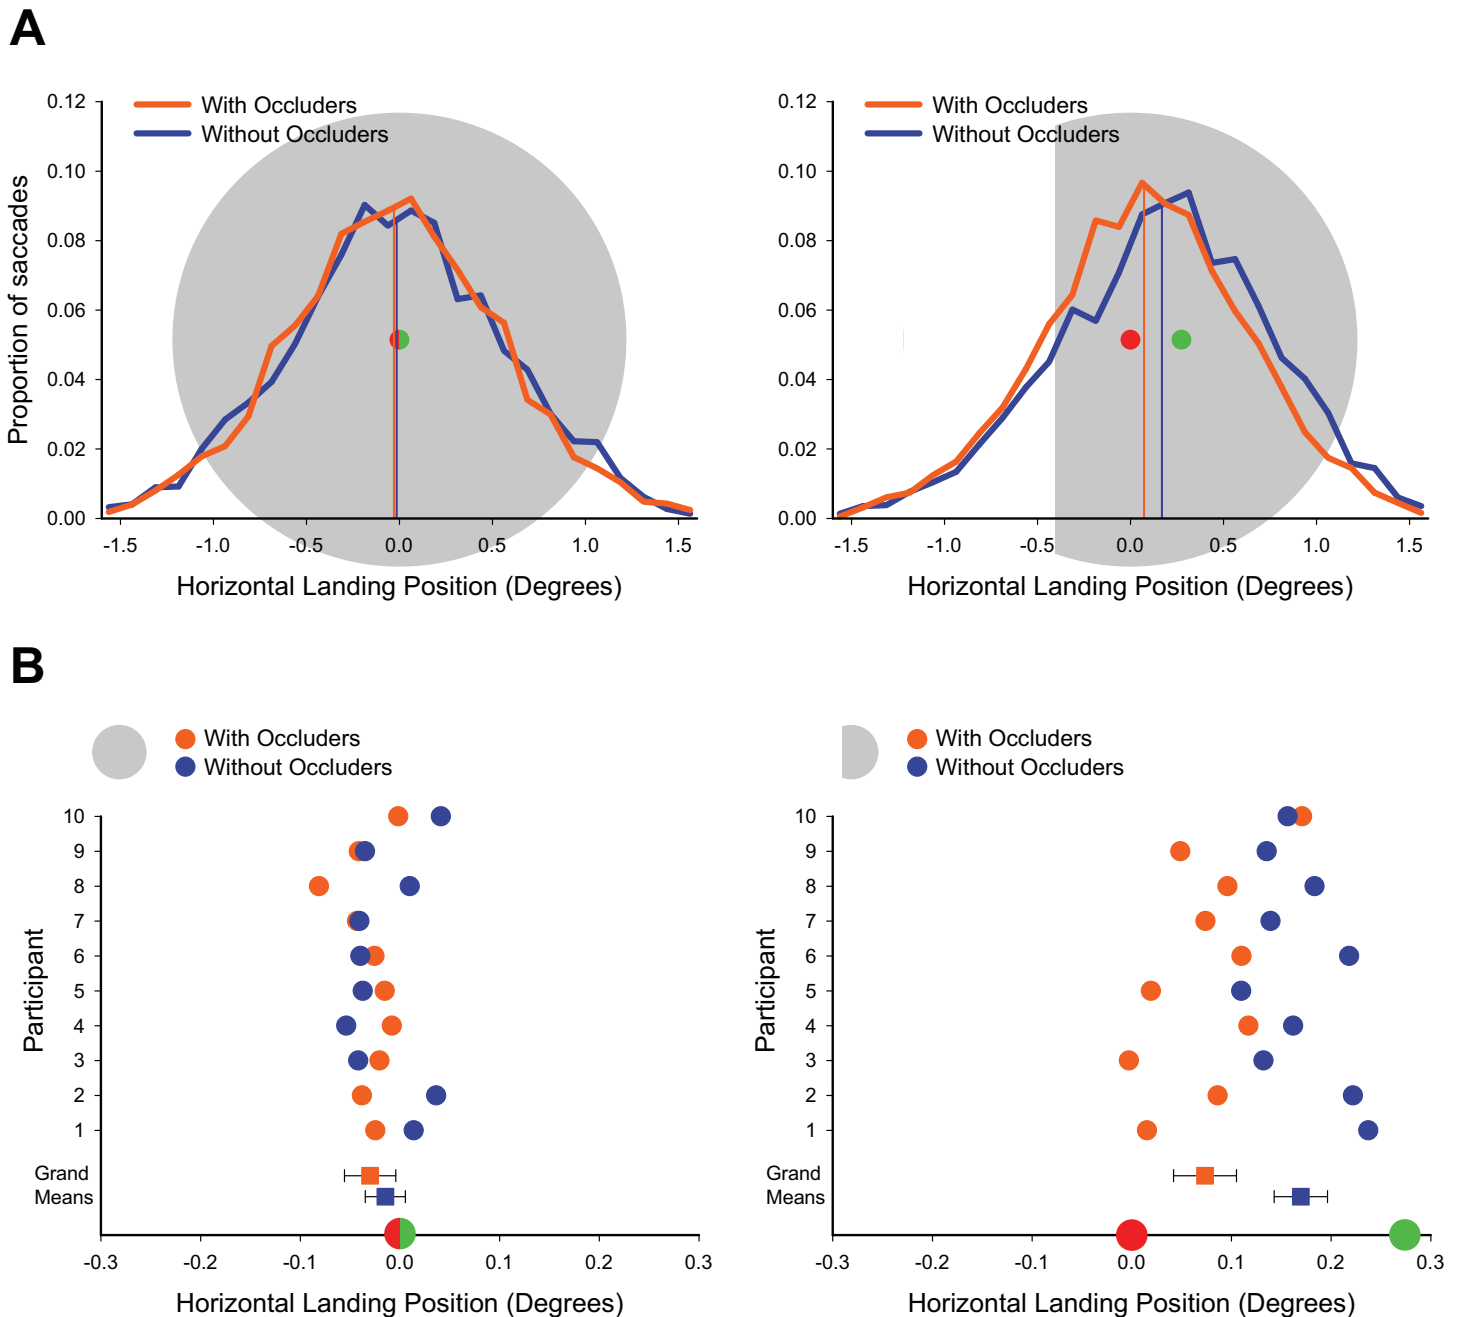 A
With Occluders
Without Occluders
0.12
0.10
0.08
0.06
0.04
0.02
0.00
Proportion of saccades
-1.5 -1.0 -0.5 0.0 0.5 1.0 1.5
Horizontal Landing Position (Degrees)
With Occluders
Without Occluders
0.12
0.10
0.08
0.06
0.04
0.02
0.00
-1.5 -1.0 -0.5 0.0 0.5 1.0 1.5
Horizontal Landing Position (Degrees)
B
With Occluders
Without Occluders
10
9
8
7
6
5
4
3
2
1
Participant
Grand
Means
-0.3 -0.2 -0.1 0.0 0.1 0.2 0.3
Horizontal Landing Position (Degrees)
With Occluders
Without Occluders
10
9
8
7
6
5
4
3
2
1
Participant
Grand
Means
-0.3 -0.2 -0.1 0.0 0.1 0.2 0.3
Horizontal Landing Position (Degrees)